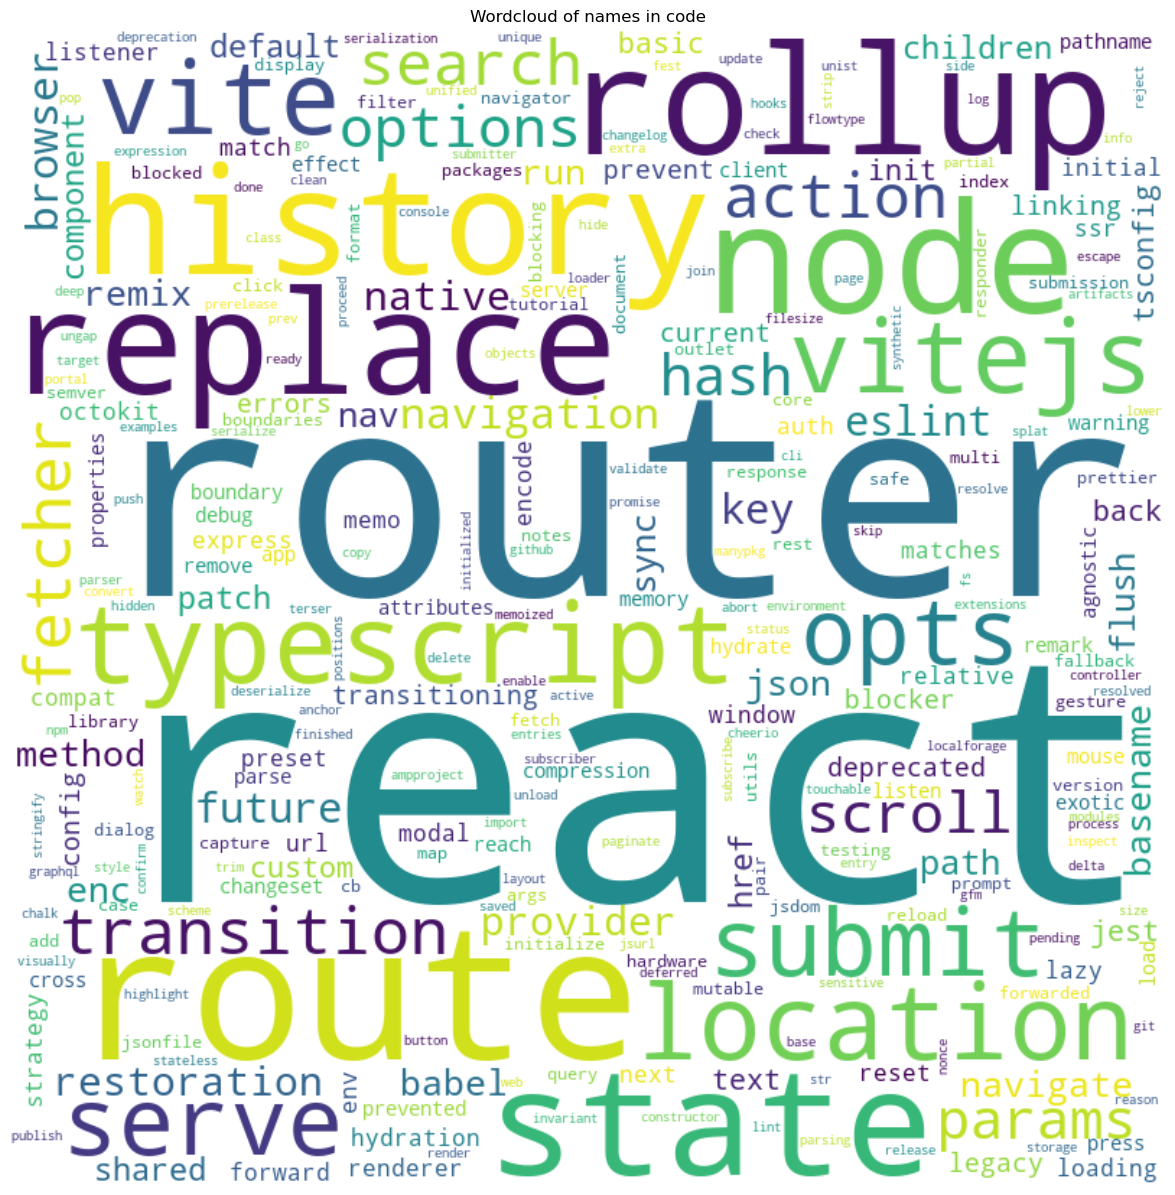 Wordcloud of names in code
deprecation
serialization
unique
listener
default
search
basic
children
pathname
display
unified
fest
update
unist
side
browser
vite
rollup
pop
filter
navigator
options
strip
log
hooks
reject
changelog
check
flowtype
info
component
expression
match
go
submitter
extra
blocked
effect
packages
run
prevent
client
init
partial
initial
done
clean
index
history
action
console
hide
linking
tsconfig
class
format
blocking
node
ssr
deep
click
loader
join
page
escape
remix
prerelease
proceed
native
server
document
responder
submission
artifacts
replace
prev
tutorial
filesize
synthetic
vitejs
ungap
current
target
ready
objects
outlet
portal
hash
semver
errors
core
lower
octokit
boundaries
nav
navigation
auth
eslint
warning
examples
serialize
cli
splat
fetcher
router
properties
validate
response
multi
push
boundary
encode
promise
key
safe
resolve
prettier
debug
memo
sync
back
express
app
copy
notes
github
initialized
manypkg
rest
skip
matches
agnostic
parser
remove
convert
fs
flush
hidden
patch
terser
attributes
memoized
memory
abort
environment
extensions
typescript
positions
delete
hydrate
status
opts
remark
fallback
compat
deserialize
transitioning
enable
active
json
relative
controller
resolved
blocker
gesture
library
anchor
finished
fetch
entries
window
react
npm
method
preset
subscriber
cheerio
localforage
mouse
parse
ampproject
compression
subscribe
utils
deprecated
basename
config
watch
future
unload
touchable
listen
version
exotic
stringify
dialog
capture
url
modal
import
reach
scroll
modules
process
graphql
style
confirm
trim
custom
map
paginate
href
testing
inspect
enc
changeset
cb
layout
args
pair
entry
path
delta
case
prompt
gfm
chalk
scheme
saved
jsdom
reload
size
transition
provider
submit
jest
add
initialize
jsurl
pending
visually
route
hardware
load
cross
deferred
lazy
highlight
mutable
sensitive
forwarded
strategy
location
jsonfile
button
base
git
stateless
nonce
restoration
env
babel
web
query
next
text
str
reset
navigate
reason
serve
prevented
state
params
invariant
constructor
publish
hydration
lint
parsing
release
storage
press
shared
forward
render
renderer
legacy
loading